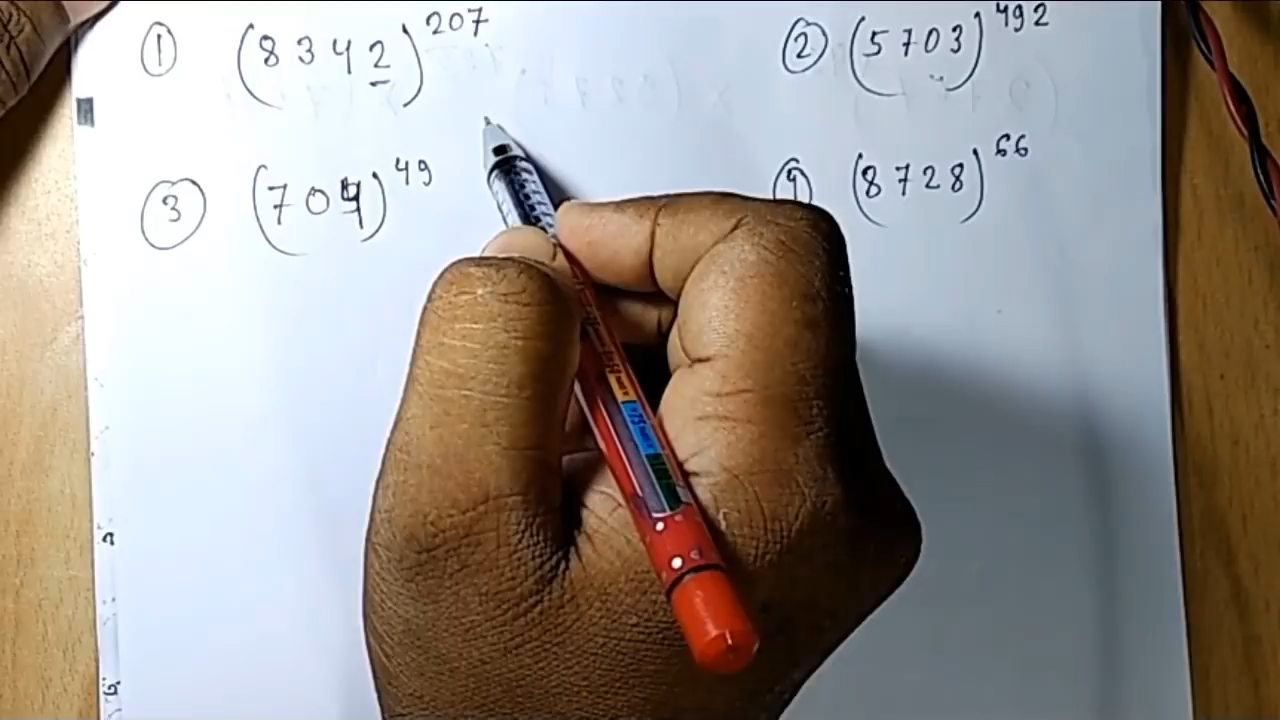 ① (8342)^207 ② (5703)^492
③ (704)^49 ④ (8728)^66